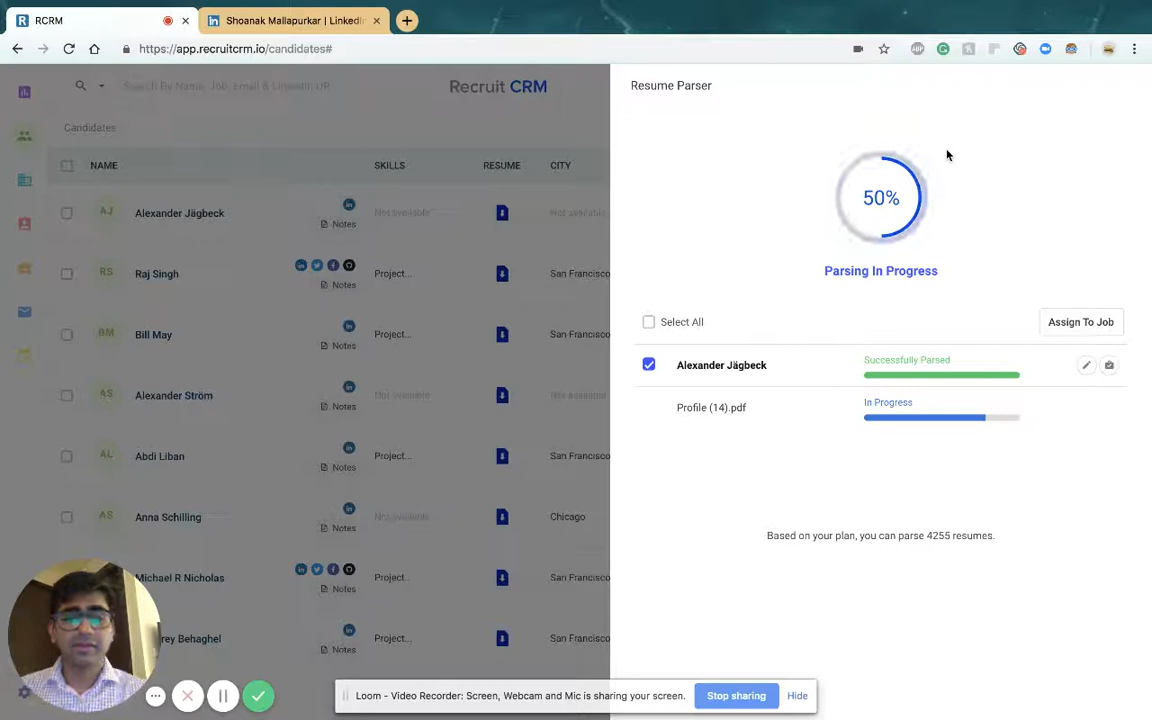 RCRM
Shoanak Mallapurkar | LinkedIn
https://app.recruitcrm.io/candidates#
Search By Name, Job, Email & LinkedIn URL
Recruit CRM
Resume Parser
Candidates
NAME
SKILLS
RESUME
CITY
50%
Parsing In Progress
AJ
Alexander Jägbeck
Notes
Not available
Not available
RS
Raj Singh
Notes
Project...
San Francisco
BM
Bill May
Notes
Project...
San Francisco
AS
Alexander Ström
Notes
Not available
Not available
AL
Abdi Liban
Notes
Project...
San Francisco
AS
Anna Schilling
Notes
Not available
Chicago
Michael R Nicholas
Notes
Project...
San Francisco
rey Behaghel
Notes
Project...
San Francisco
Select All
Assign To Job
Alexander Jägbeck
Successfully Parsed
Profile (14).pdf
In Progress
Based on your plan, you can parse 4255 resumes.
Loom - Video Recorder: Screen, Webcam and Mic is sharing your screen.
Stop sharing
Hide